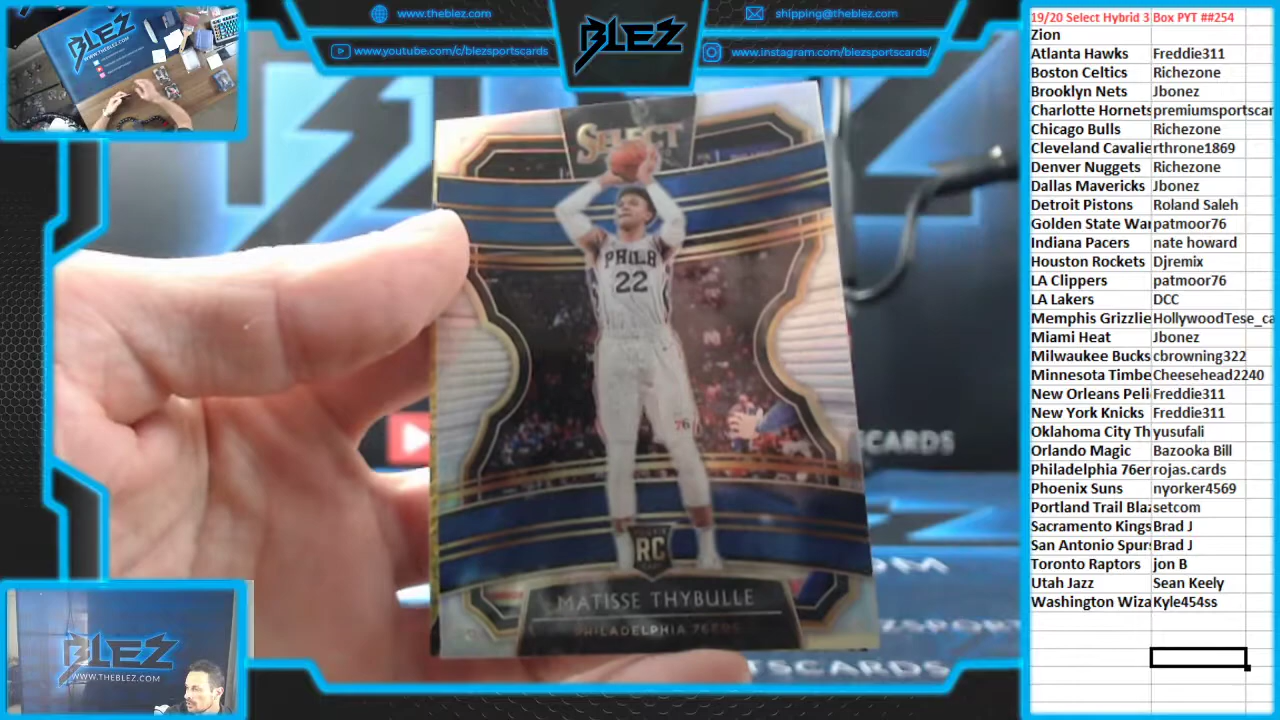 www.theblez.com
shipping@theblez.com
www.youtube.com/c/blezsportscards
www.instagram.com/blezsportscards/
BLEZ
SELECT
PHILA
22
76
RC
MATISSE THYBULLE
PHILADELPHIA 76ERS
SCARDS
BLEZ
WWW.THEBLEZ.COM
BLEZ
WWW.THEBLEZ.COM
19/20 Select Hybrid 3 Box PYT ##254
Zion
Atlanta Hawks Freddie311
Boston Celtics Richezone
Brooklyn Nets Jbonez
Charlotte Hornets premiumsportscar
Chicago Bulls Richezone
Cleveland Cavalie rthrone1869
Denver Nuggets Richezone
Dallas Mavericks Jbonez
Detroit Pistons Roland Saleh
Golden State War patmoor76
Indiana Pacers nate howard
Houston Rockets Djremix
LA Clippers patmoor76
LA Lakers DCC
Memphis Grizzlie HollywoodTese_ca
Miami Heat Jbonez
Milwaukee Bucks cbrowning322
Minnesota Timbe Cheesehead2240
New Orleans Peli Freddie311
New York Knicks Freddie311
Oklahoma City Th yusufali
Orlando Magic Bazooka Bill
Philadelphia 76er rojas.cards
Phoenix Suns nyorker4569
Portland Trail Blaz setcom
Sacramento Kings Brad J
San Antonio Spurs Brad J
Toronto Raptors jon B
Utah Jazz Sean Keely
Washington Wiza Kyle454ss